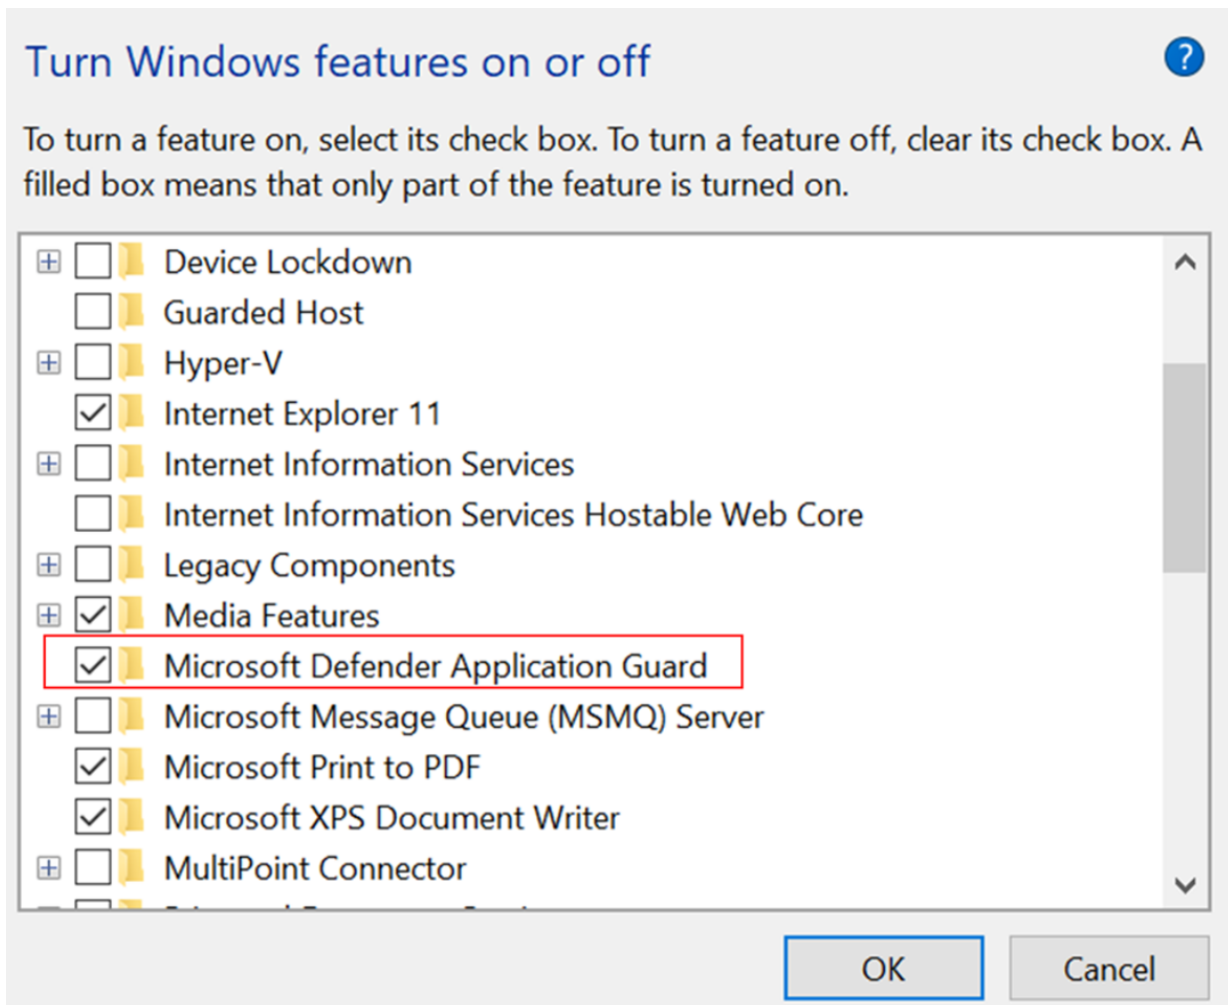 Turn Windows features on or off
?
To turn a feature on, select its check box. To turn a feature off, clear its check box. A
filled box means that only part of the feature is turned on.
Device Lockdown
Guarded Host
Hyper-V
Internet Explorer 11
Internet Information Services
Internet Information Services Hostable Web Core
Legacy Components
Media Features
Microsoft Defender Application Guard
Microsoft Message Queue (MSMQ) Server
Microsoft Print to PDF
Microsoft XPS Document Writer
MultiPoint Connector
OK
Cancel